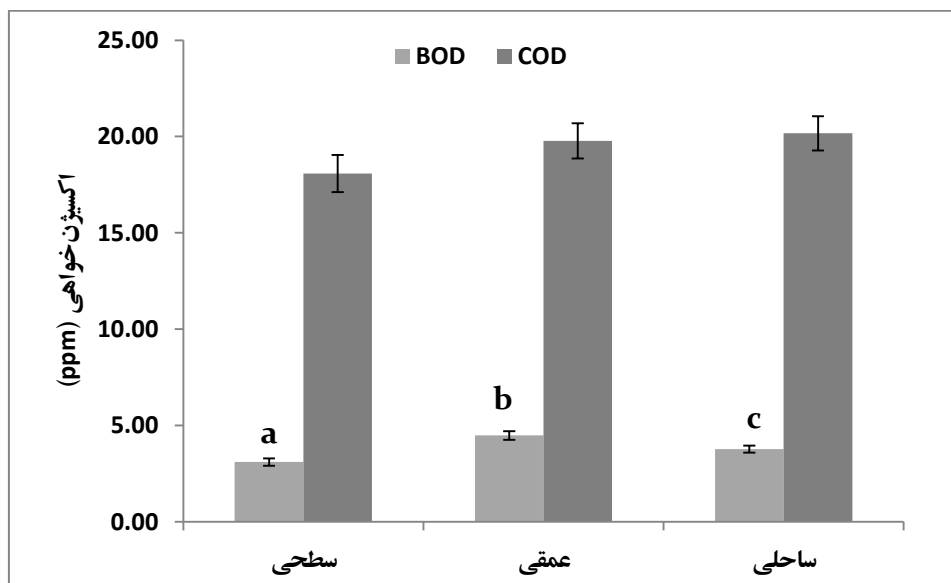 BOD COD
25.00
20.00
15.00
10.00
5.00
0.00
اکسیژن‌خواهی (ppm)
a
b
c
سطحی
عمقی
ساحلی